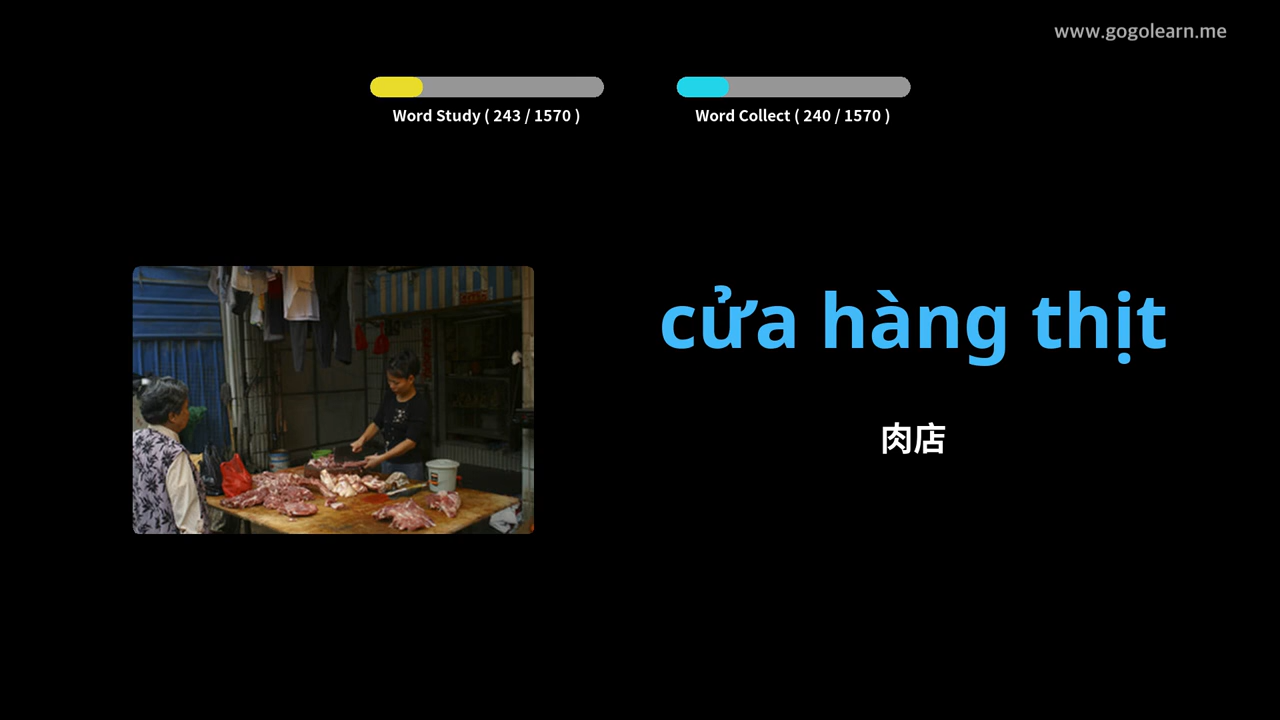 www.gogolearn.me
Word Study ( 243 / 1570 )
Word Collect ( 240 / 1570 )
cửa hàng thịt
肉店